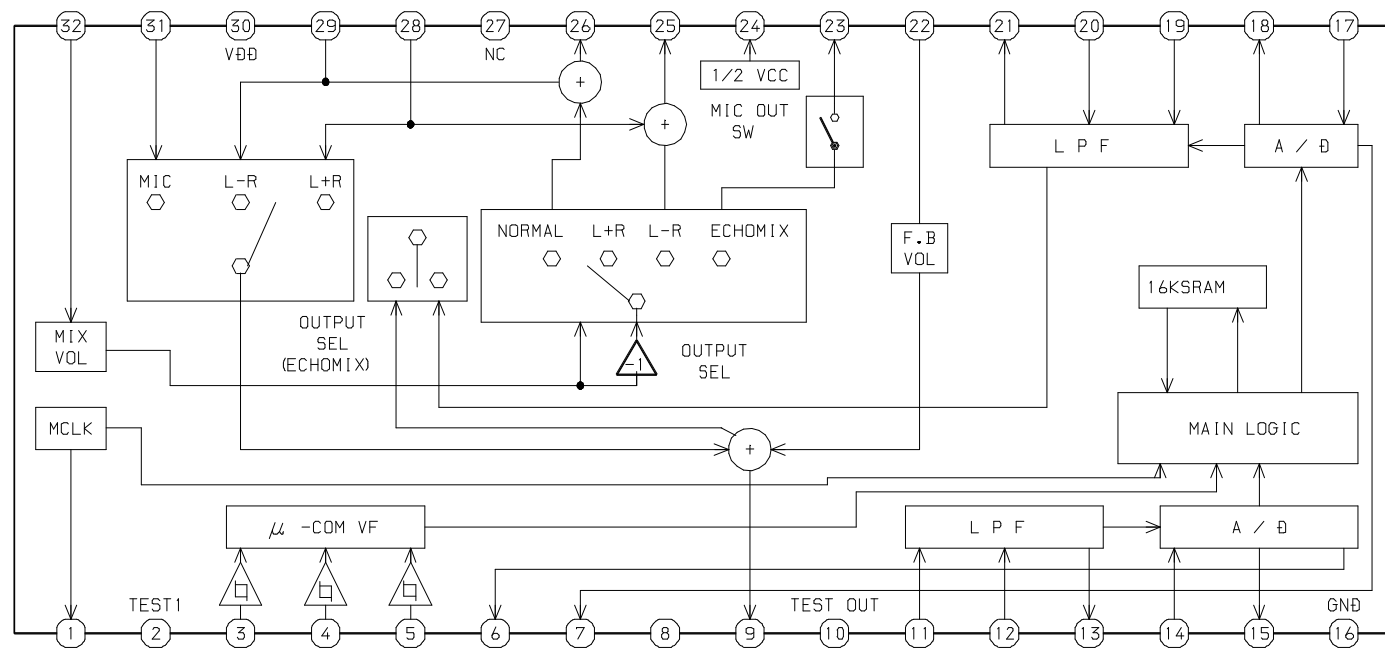 32 31 30 29 28 27 26 25 24 23 22 21 20 19 18 17
VDD NC
+ 1/2 VCC
MIC OUT
SW
+
L P F A / D
MIC L-R L+R
NORMAL L+R L-R ECHOMIX
F.B
VOL
16KSRAM
OUTPUT
SEL
(ECHOMIX)
MIX
VOL
-1
OUTPUT
SEL
MCLK
+
MAIN LOGIC
μ -COM VF
L P F A / D
TEST1 TEST OUT GND
1 2 3 4 5 6 7 8 9 10 11 12 13 14 15 16